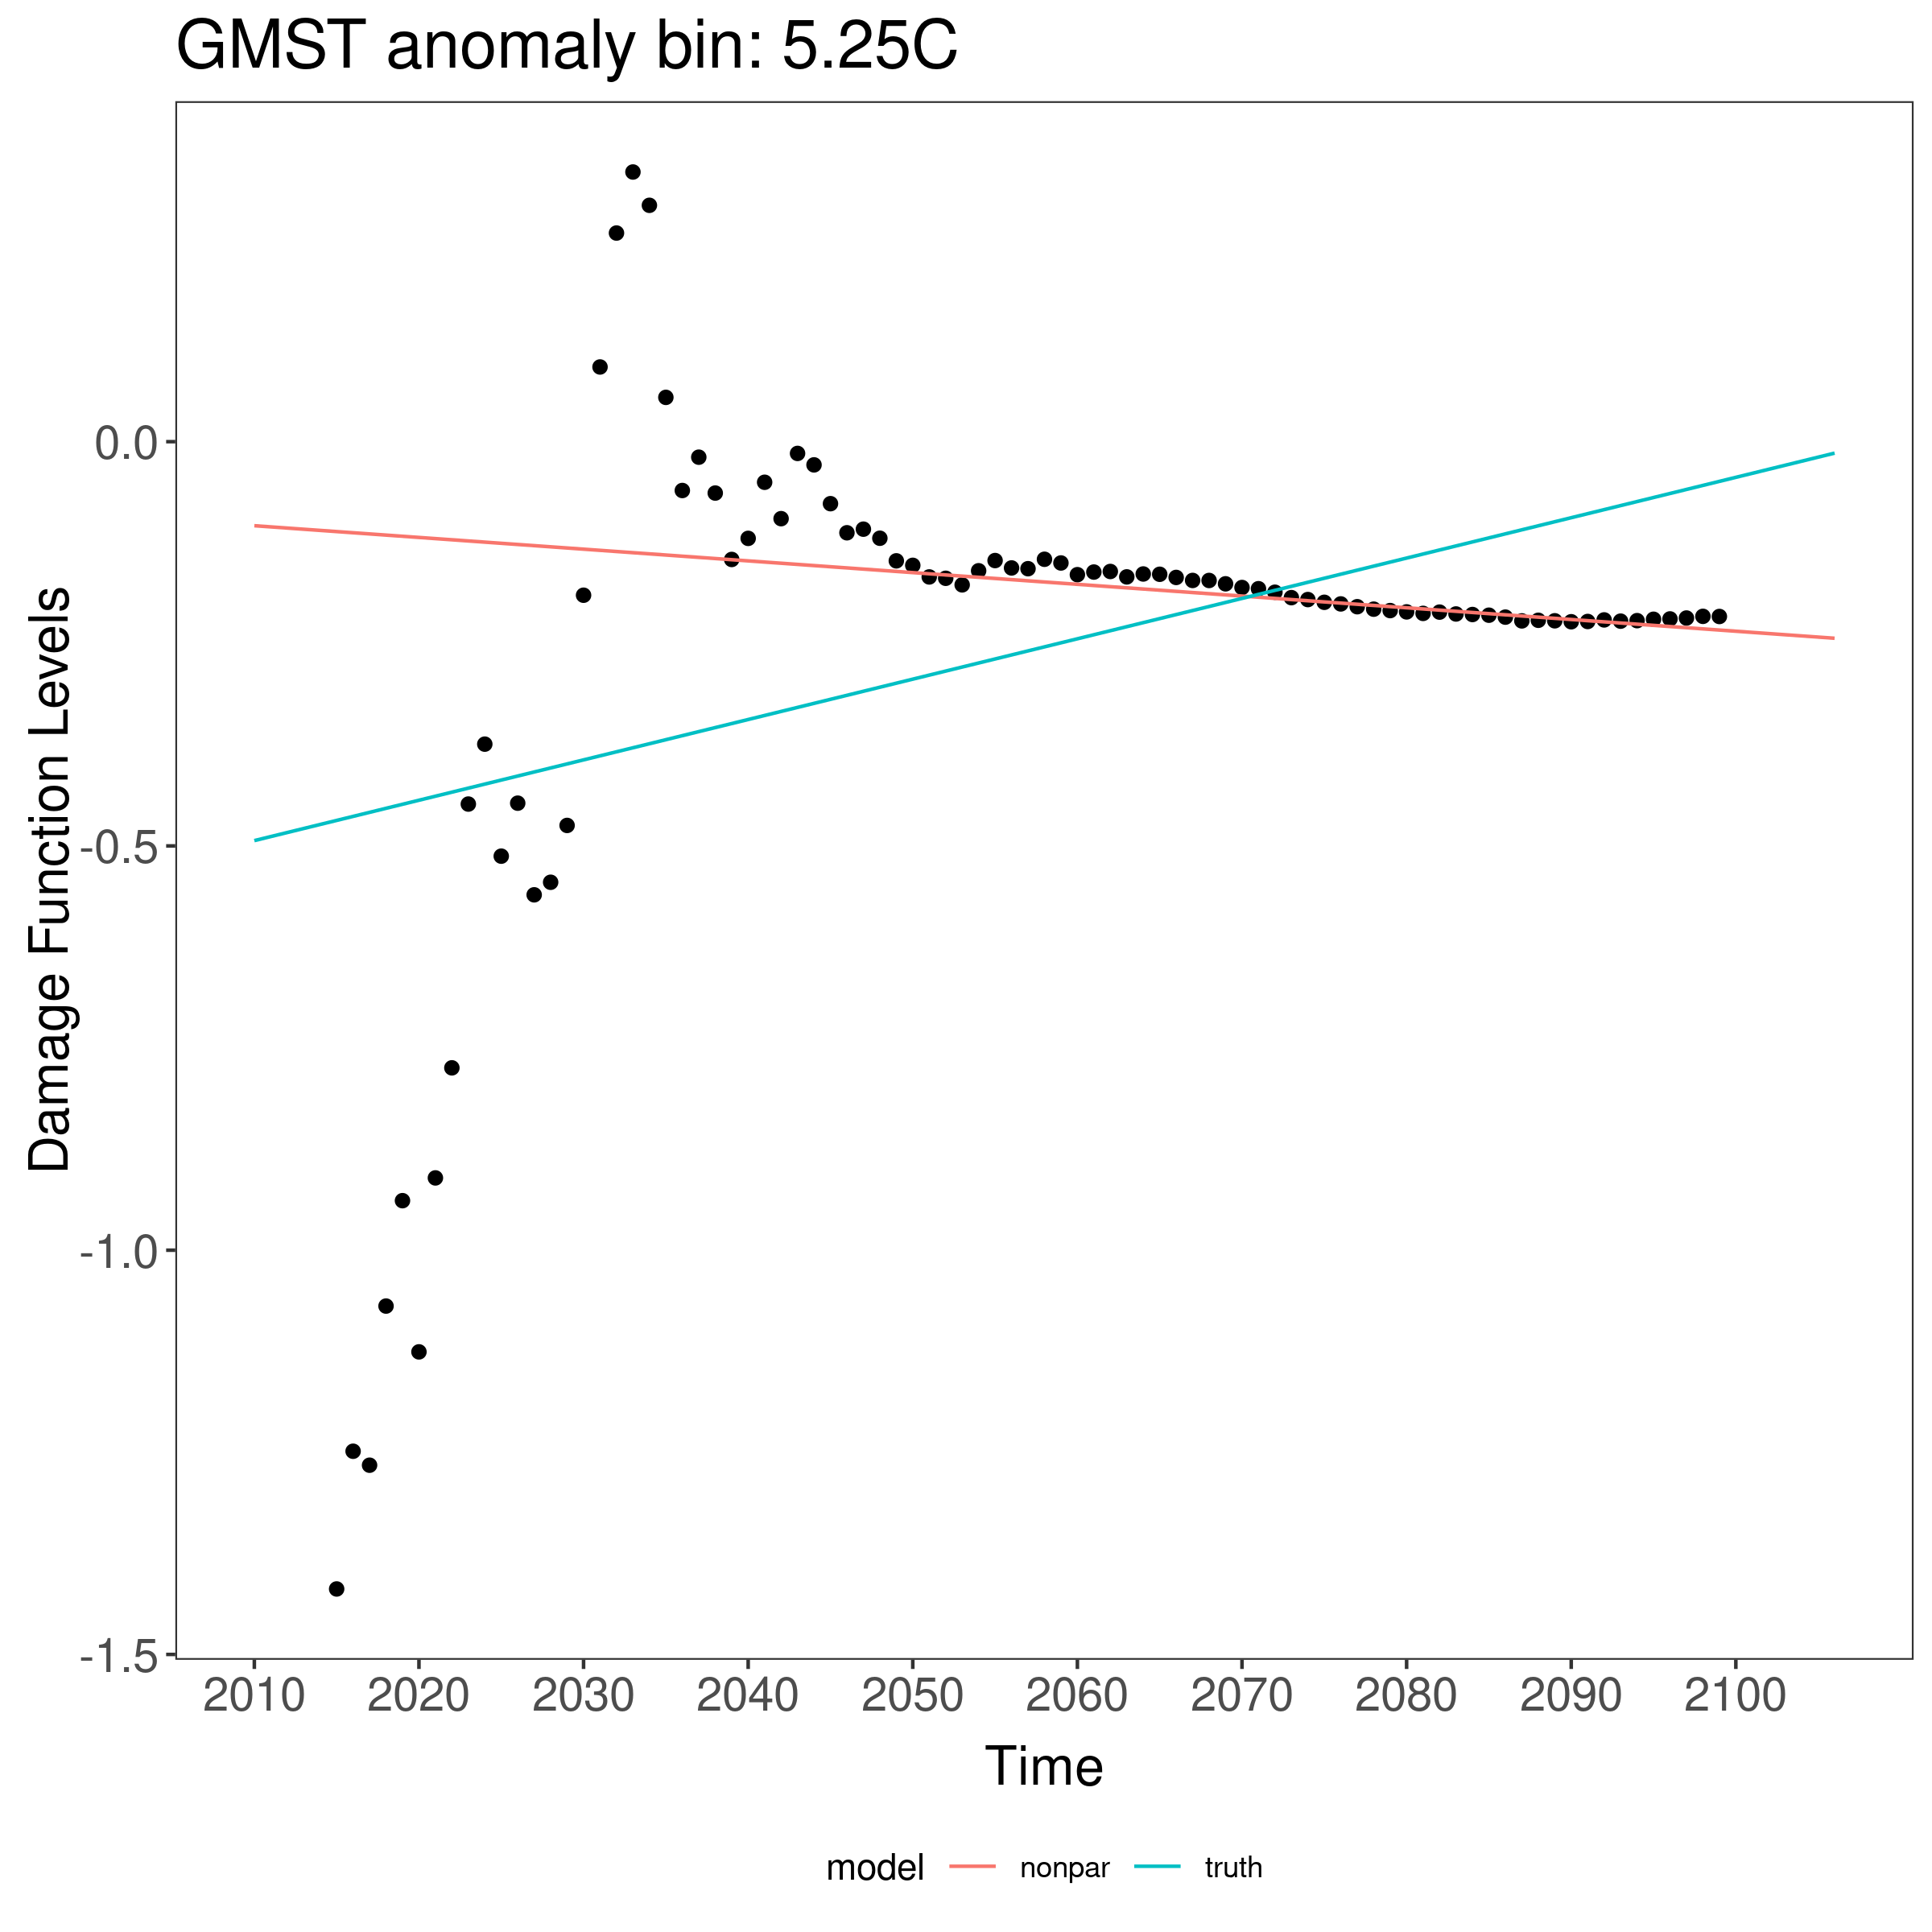 GMST anomaly bin: 5.25C
Damage Function Levels
0.0
-0.5
-1.0
-1.5
2010 2020 2030 2040 2050 2060 2070 2080 2090 2100
Time
model nonpar truth